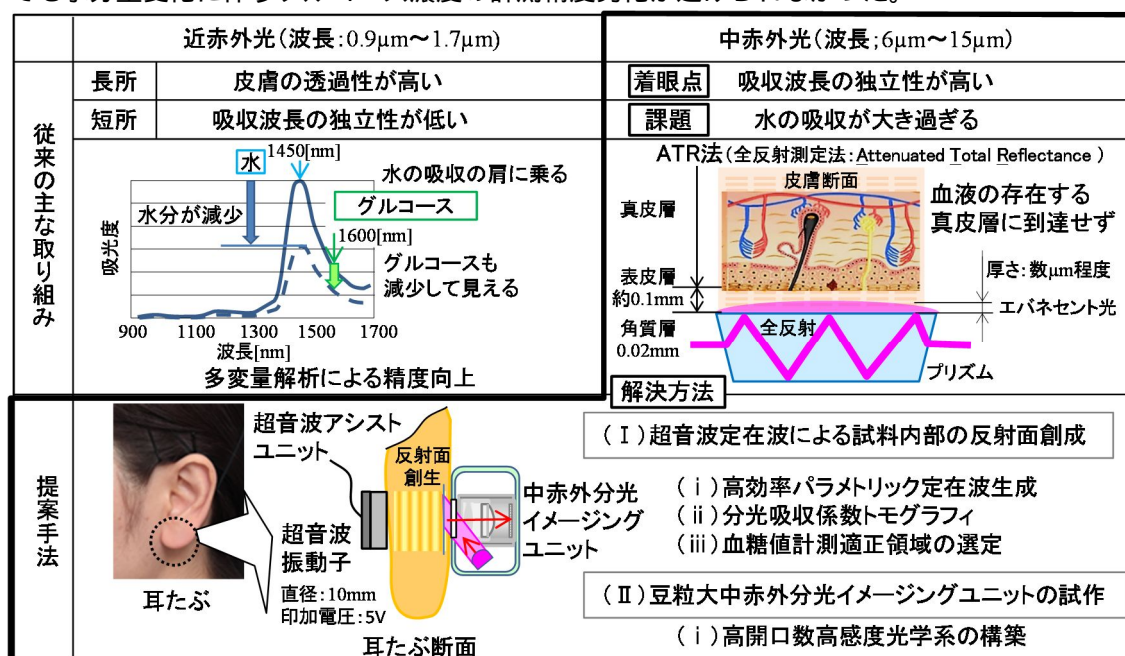 近赤外光(波長:0.9μm～1.7μm)
中赤外光(波長;6μm～15μm)
従来の主な取り組み
長所
皮膚の透過性が高い
着眼点
吸収波長の独立性が高い
短所
吸収波長の独立性が低い
課題
水の吸収が大き過ぎる
水
1450[nm]
水の吸収の肩に乗る
グルコース
水分が減少
1600[nm]
グルコースも
減少して見える
吸光度
900
1100
1300
1500
1700
波長[nm]
多変量解析による精度向上
ATR法(全反射測定法:Attenuated Total Reflectance )
皮膚断面
真皮層
血液の存在する
真皮層に到達せず
表皮層
約0.1mm
厚さ:数μm程度
エバネセント光
角質層
0.02mm
全反射
プリズム
解決方法
提案手法
耳たぶ
超音波アシスト
ユニット
反射面
創生
超音波
振動子
直径:10mm
印加電圧:5V
中赤外分光
イメージング
ユニット
耳たぶ断面
(Ⅰ)超音波定在波による試料内部の反射面創成
(ⅰ)高効率パラメトリック定在波生成
(ⅱ)分光吸収係数トモグラフィ
(ⅲ)血糖値計測適正領域の選定
(Ⅱ)豆粒大中赤外分光イメージングユニットの試作
(ⅰ)高開口数高感度光学系の構築